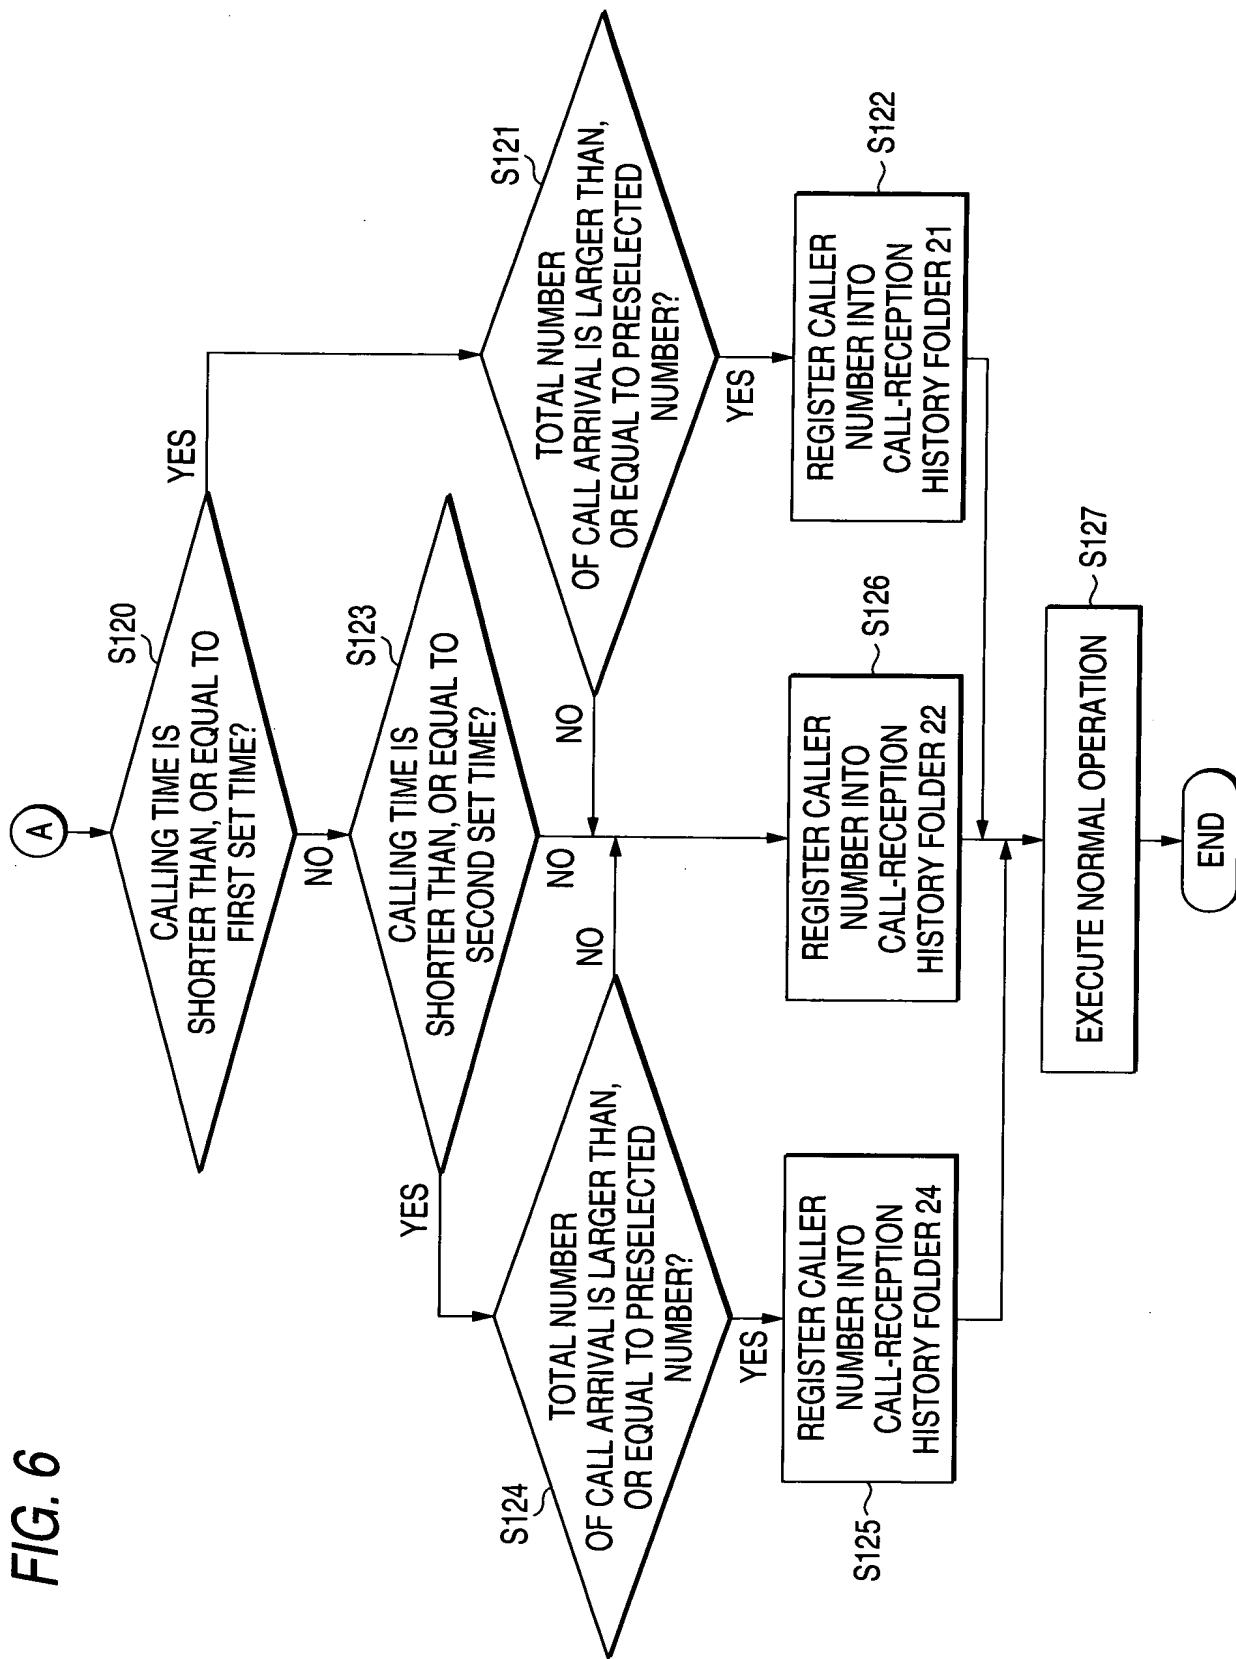 FIG. 6
A
S120
CALLING TIME IS
SHORTER THAN, OR EQUAL TO
FIRST SET TIME?
YES
NO
S123
CALLING TIME IS
SHORTER THAN, OR EQUAL TO
SECOND SET TIME?
YES
NO
S124
TOTAL NUMBER
OF CALL ARRIVAL IS LARGER THAN,
OR EQUAL TO PRESELECTED
NUMBER?
NO
YES
S121
TOTAL NUMBER
OF CALL ARRIVAL IS LARGER THAN,
OR EQUAL TO PRESELECTED
NUMBER?
NO
YES
S125
REGISTER CALLER
NUMBER INTO
CALL-RECEPTION
HISTORY FOLDER 24
S126
REGISTER CALLER
NUMBER INTO
CALL-RECEPTION
HISTORY FOLDER 22
S122
REGISTER CALLER
NUMBER INTO
CALL-RECEPTION
HISTORY FOLDER 21
S127
EXECUTE NORMAL OPERATION
END